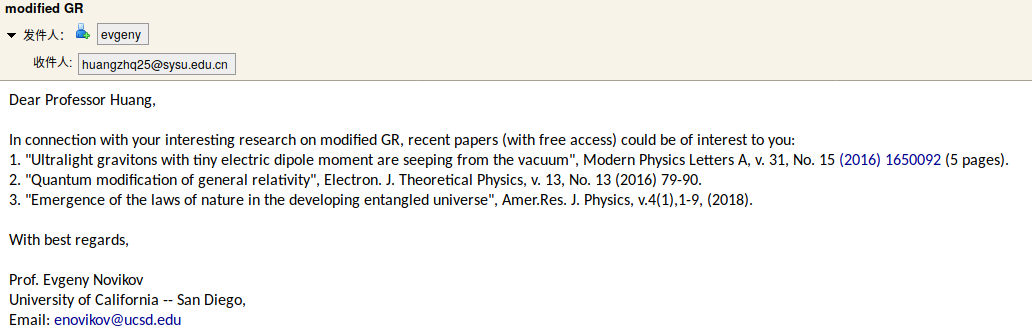 modified GR
发件人: evgeny
收件人: huangzhq25@sysu.edu.cn
Dear Professor Huang,
In connection with your interesting research on modified GR, recent papers (with free access) could be of interest to you:
1. "Ultralight gravitons with tiny electric dipole moment are seeping from the vacuum", Modern Physics Letters A, v. 31, No. 15 (2016) 1650092 (5 pages).
2. "Quantum modification of general relativity", Electron. J. Theoretical Physics, v. 13, No. 13 (2016) 79-90.
3. "Emergence of the laws of nature in the developing entangled universe", Amer.Res. J. Physics, v.4(1),1-9, (2018).
With best regards,
Prof. Evgeny Novikov
University of California -- San Diego,
Email: enovikov@ucsd.edu